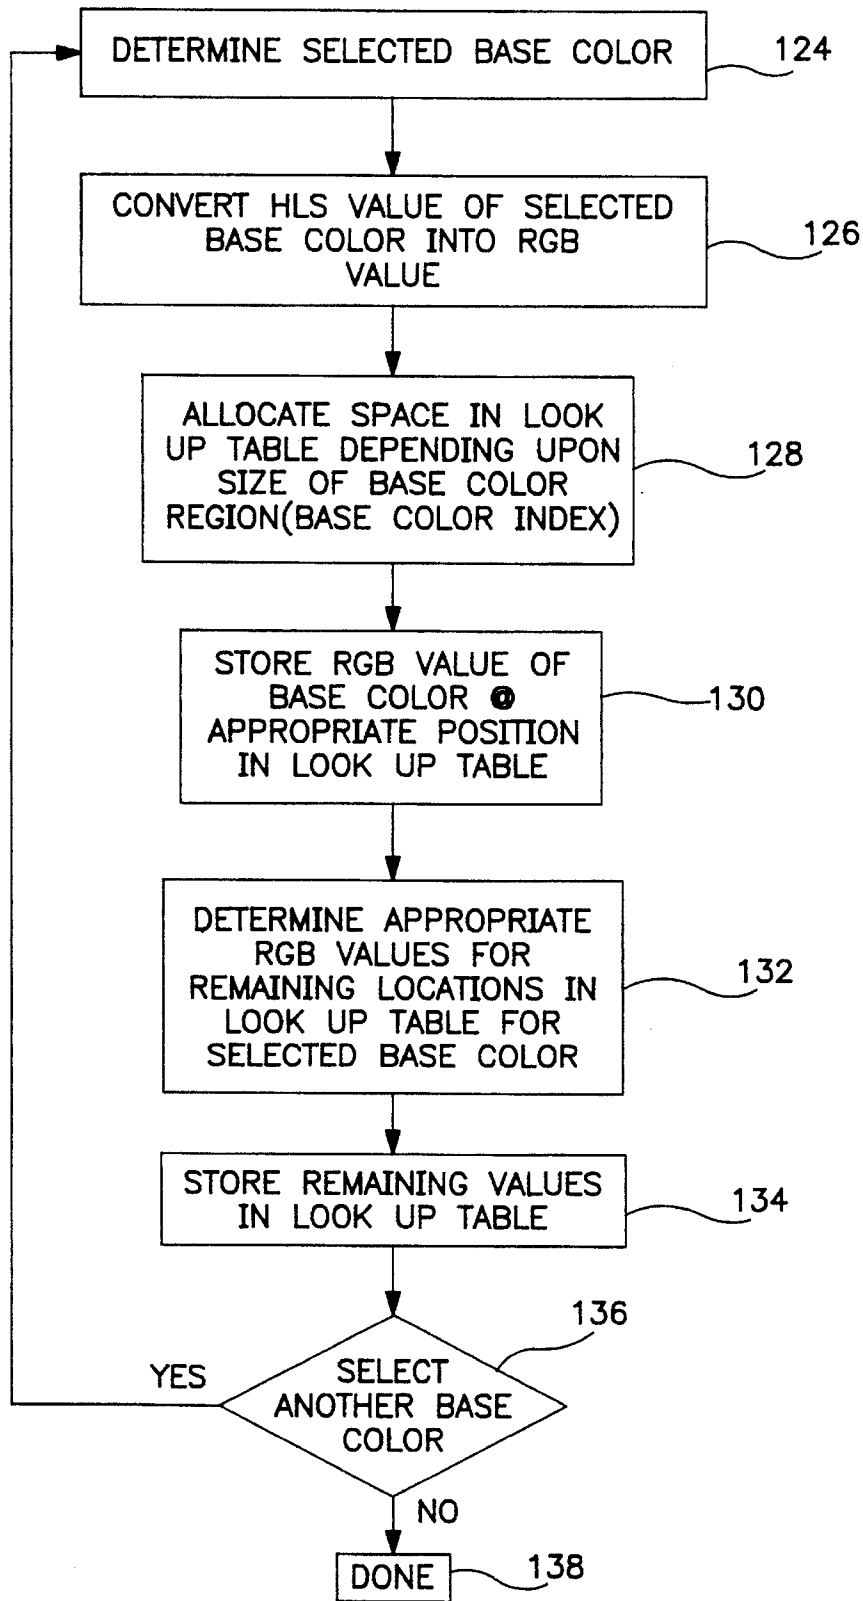 DETERMINE SELECTED BASE COLOR
124
CONVERT HLS VALUE OF SELECTED
BASE COLOR INTO RGB
VALUE
126
ALLOCATE SPACE IN LOOK
UP TABLE DEPENDING UPON
SIZE OF BASE COLOR
REGION(BASE COLOR INDEX)
128
STORE RGB VALUE OF
BASE COLOR @
APPROPRIATE POSITION
IN LOOK UP TABLE
130
DETERMINE APPROPRIATE
RGB VALUES FOR
REMAINING LOCATIONS IN
LOOK UP TABLE FOR
SELECTED BASE COLOR
132
STORE REMAINING VALUES
IN LOOK UP TABLE
134
136
YES
SELECT
ANOTHER BASE
COLOR
NO
DONE
138